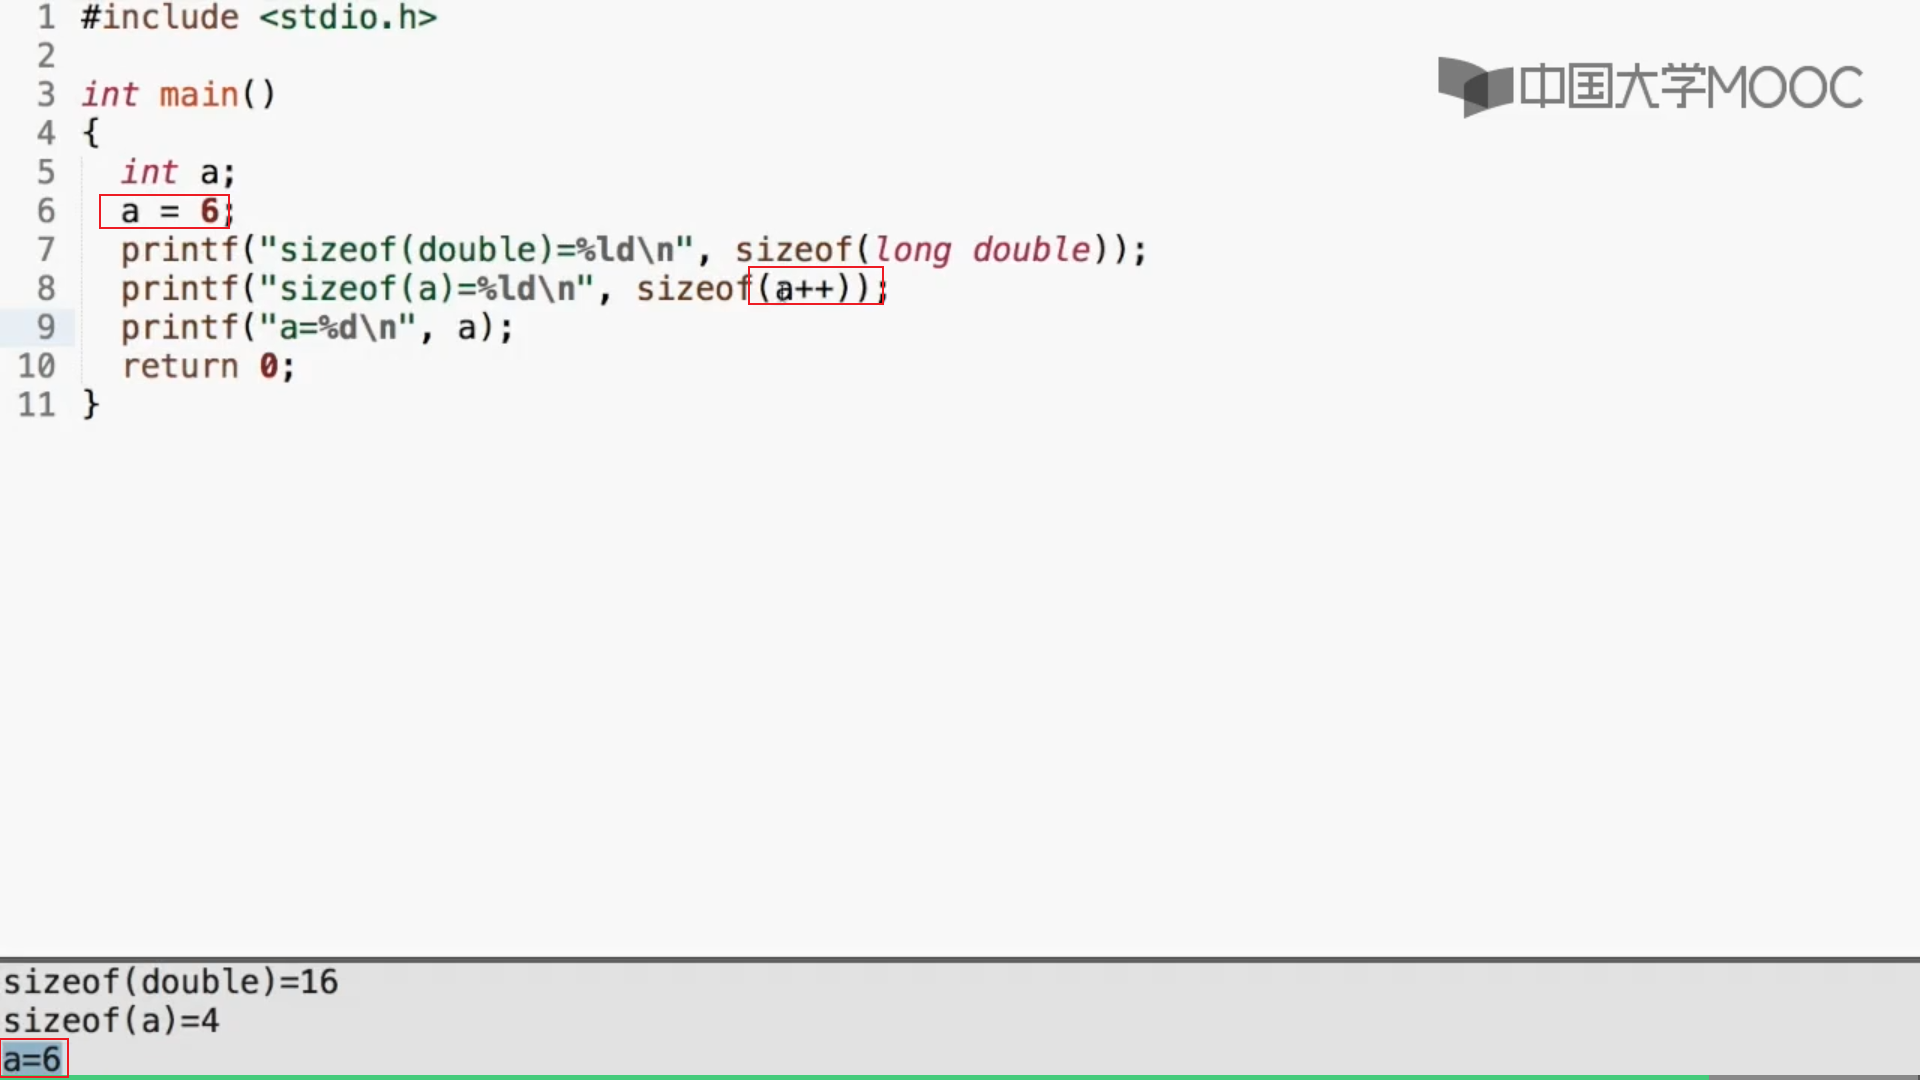 1 #include <stdio.h>
中国大学MOOC
2
3 int main()
4 {
5 int a;
6 a = 6;
7 printf("sizeof(double)=%ld\n", sizeof(long double));
8 printf("sizeof(a)=%ld\n", sizeof(a++));
9 printf("a=%d\n", a);
10 return 0;
11 }
sizeof(double)=16
sizeof(a)=4
a=6